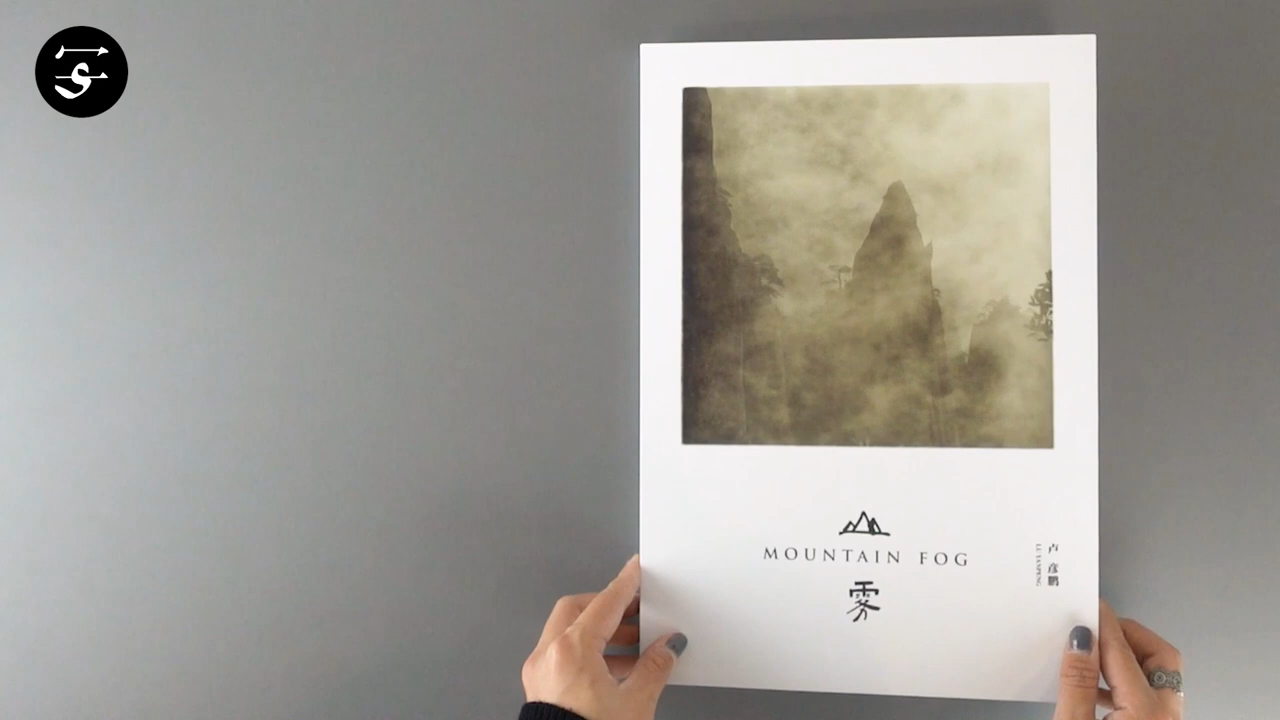 MOUNTAIN FOG
雾
卢彦鹏
LU YANPENG